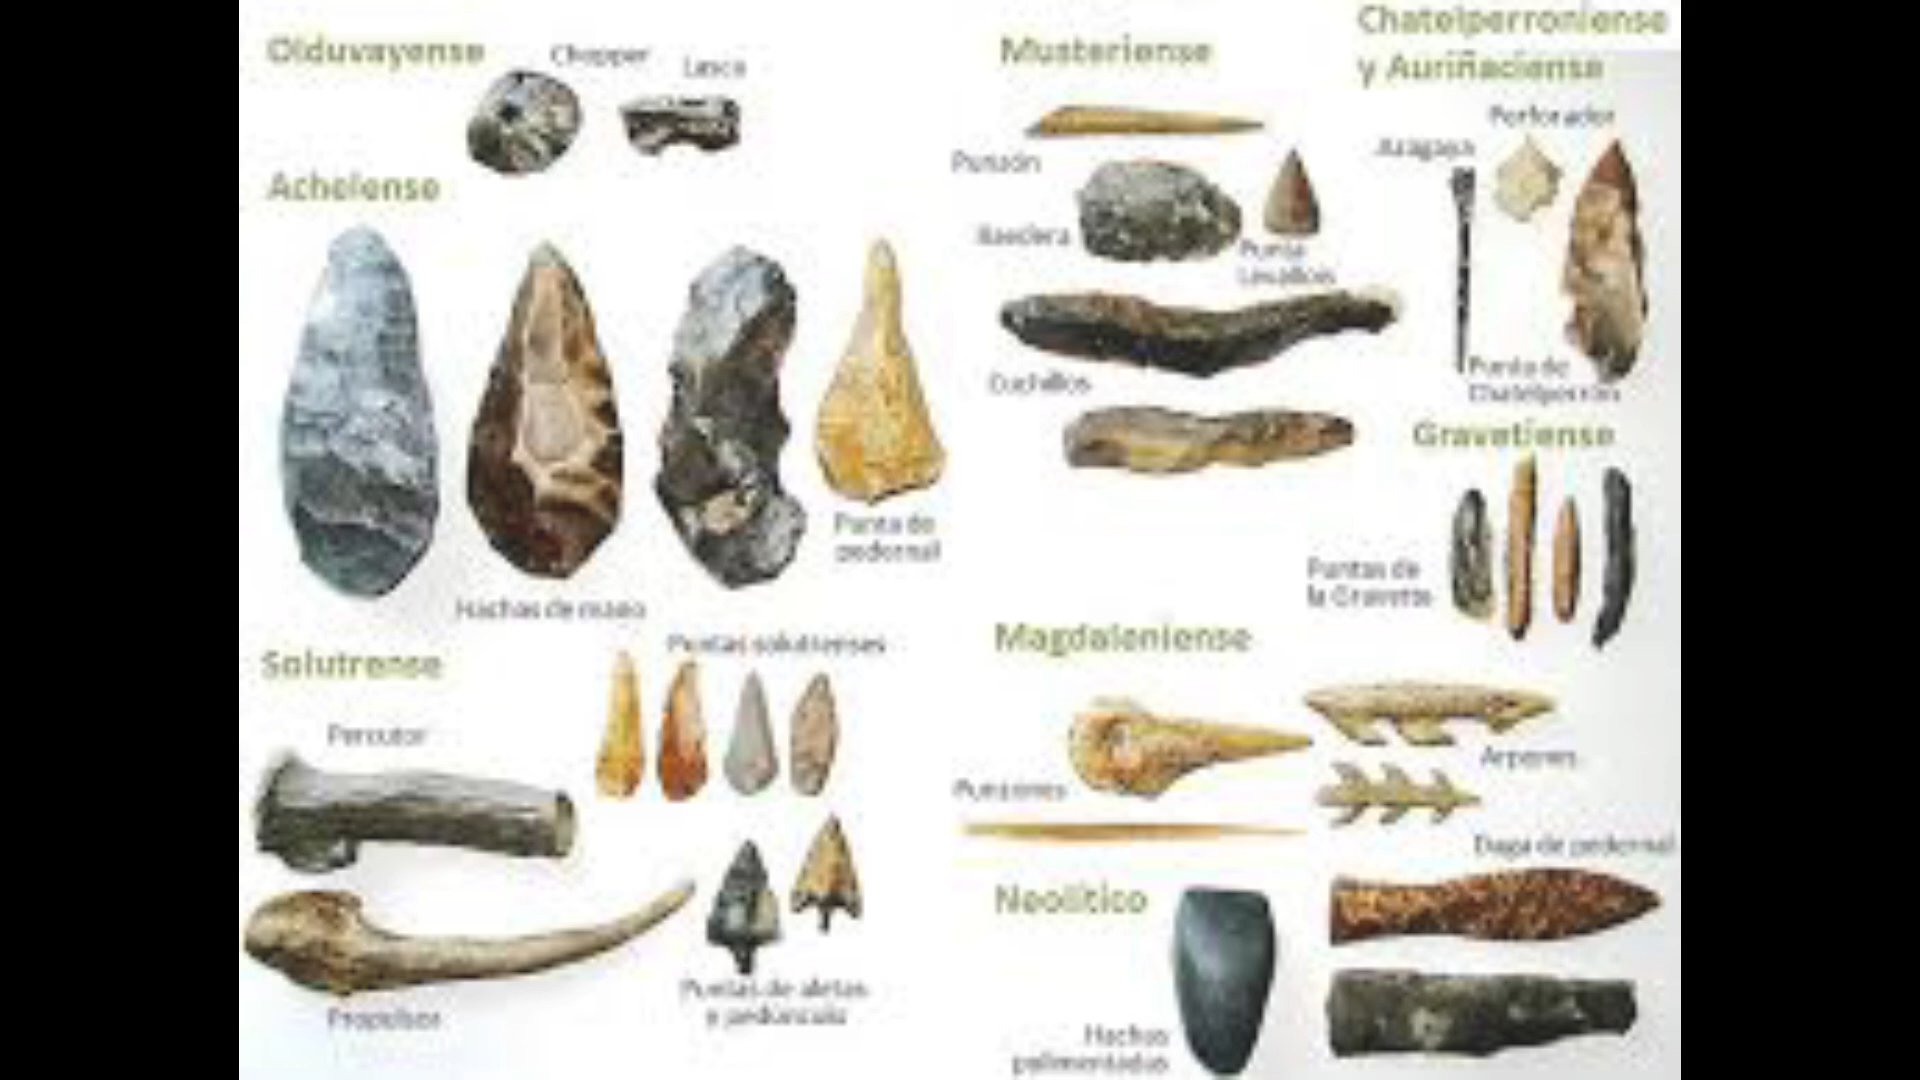 Olduvayense
Chopper
Lasca
Achelense
Hachas de mano
Punta de
pedernal
Musteriense
Punzón
Raedera
Punta
Levallois
Cuchillos
Chatelperroniense
y Auriñaciense
Perforador
Azagaya
Punta de
Chatelperrón
Gravetiense
Puntas de
la Gravette
Solutrense
Puntas solutrenses
Percutor
Propulsor
Puntas de aletas
y pedúnculo
Magdaleniense
Punzones
Arpones
Neolítico
Daga de pedernal
Hachas
pulimentadas